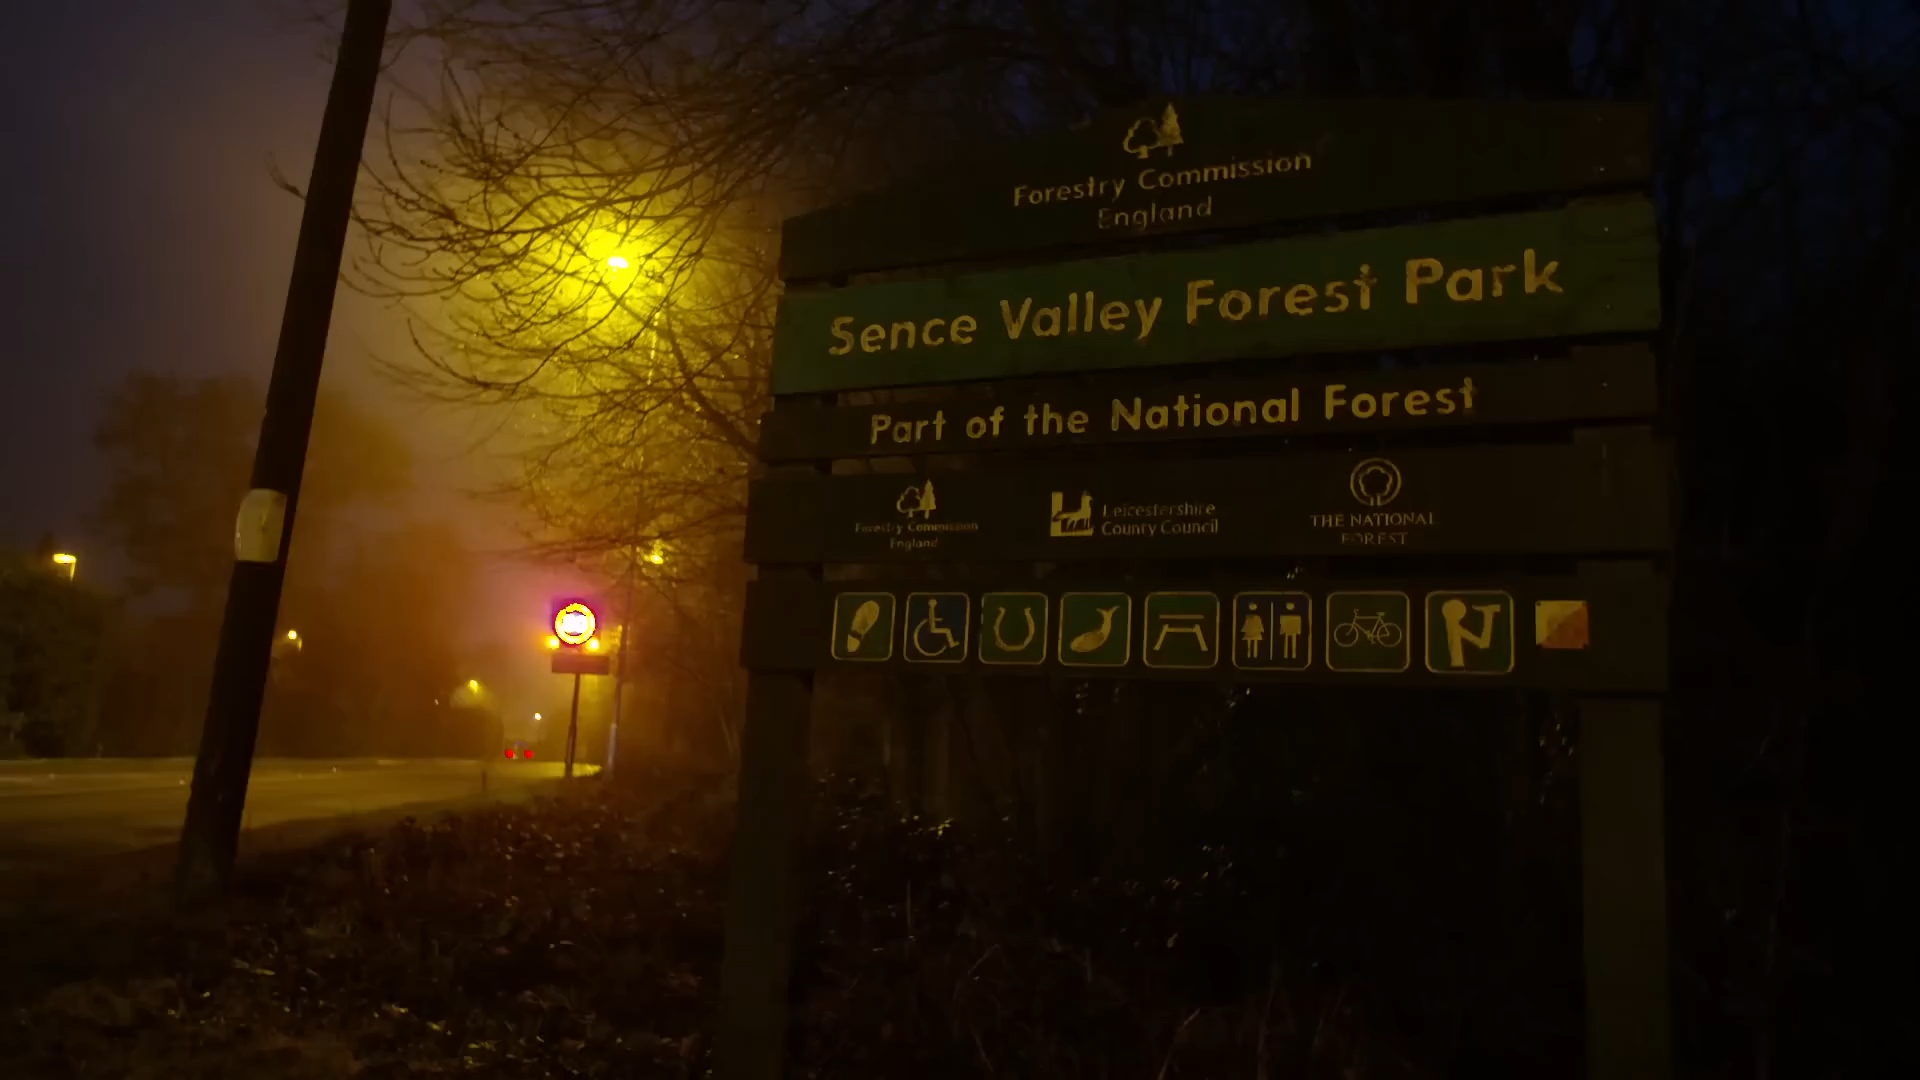 Forestry Commission
England
Sence Valley Forest Park
Part of the National Forest
Forestry Commission
England
Leicestershire
County Council
THE NATIONAL
FOREST